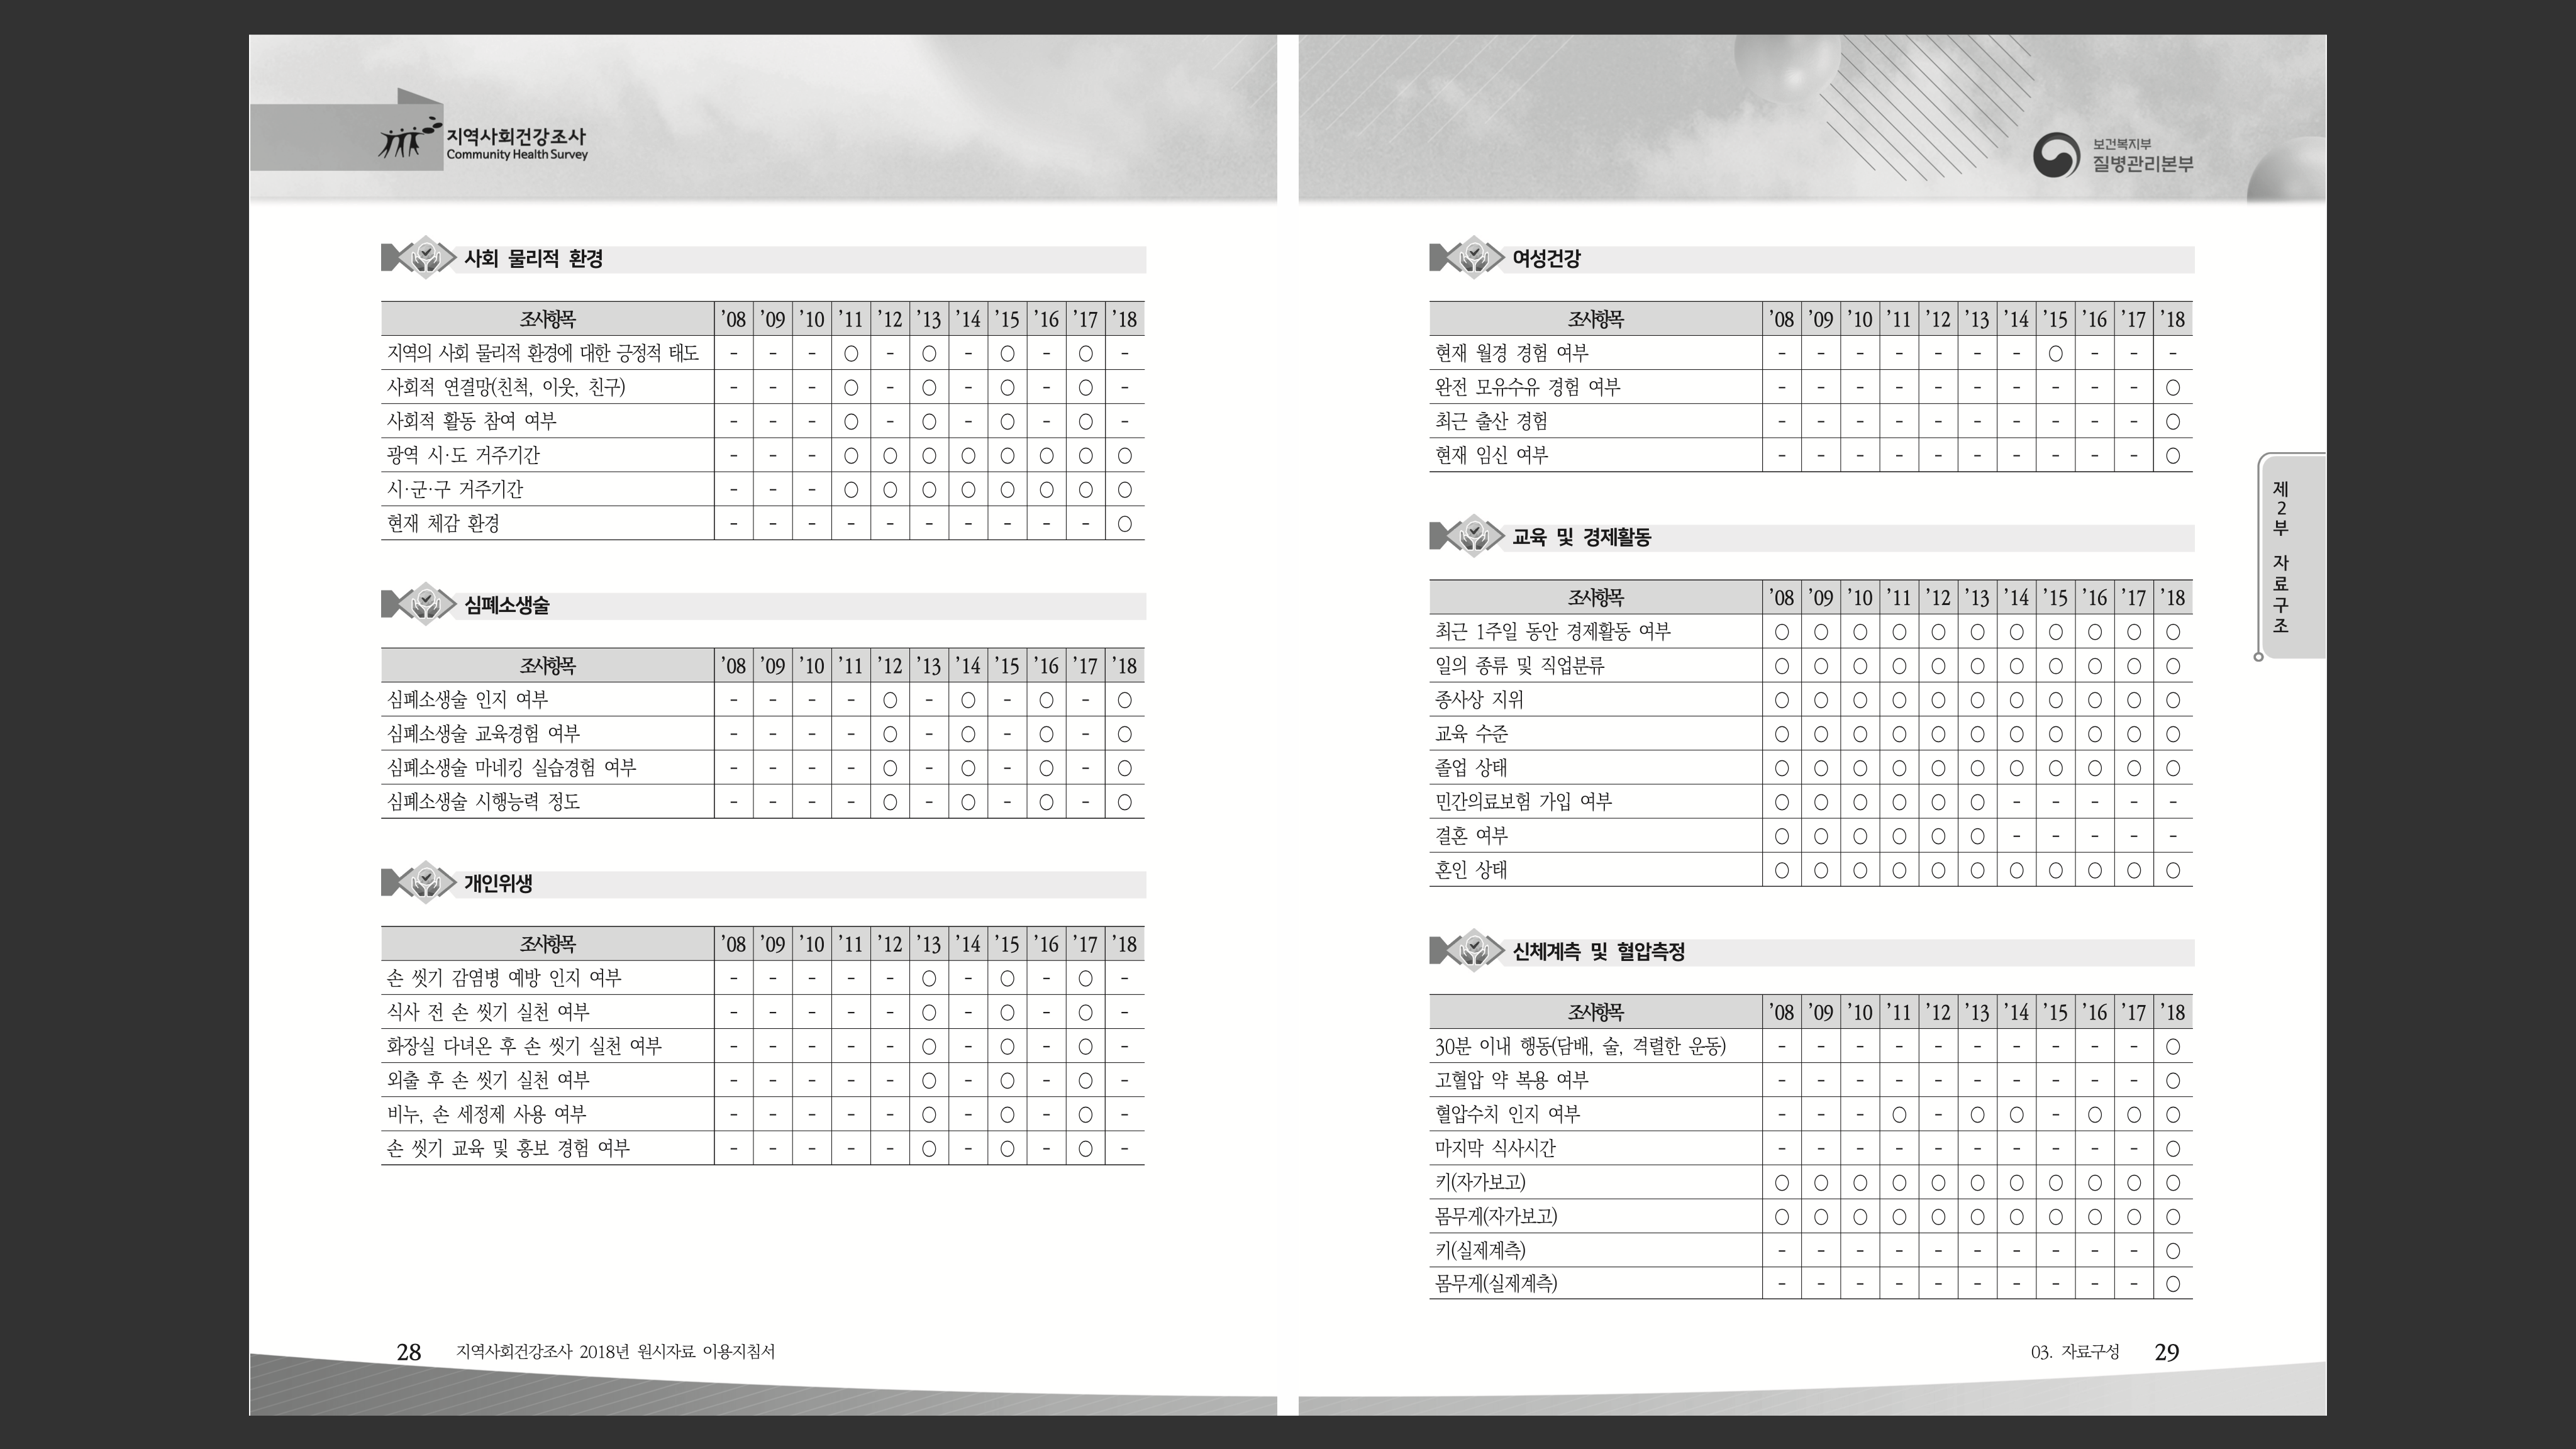 지역사회건강조사
Community Health Survey
사회 물리적 환경
조사항목 ’08 ’09 ’10 ’11 ’12 ’13 ’14 ’15 ’16 ’17 ’18
지역의 사회 물리적 환경에 대한 긍정적 태도 - - - ○ - ○ - ○ - ○ -
사회적 연결망(친척, 이웃, 친구) - - - ○ - ○ - ○ - ○ -
사회적 활동 참여 여부 - - - ○ - ○ - ○ - ○ -
광역 시·도 거주기간 - - - ○ ○ ○ ○ ○ ○ ○ ○
시·군·구 거주기간 - - - ○ ○ ○ ○ ○ ○ ○ ○
현재 체감 환경 - - - - - - - - - - ○
심폐소생술
조사항목 ’08 ’09 ’10 ’11 ’12 ’13 ’14 ’15 ’16 ’17 ’18
심폐소생술 인지 여부 - - - - ○ - ○ - ○ - ○
심폐소생술 교육경험 여부 - - - - ○ - ○ - ○ - ○
심폐소생술 마네킹 실습경험 여부 - - - - ○ - ○ - ○ - ○
심폐소생술 시행능력 정도 - - - - ○ - ○ - ○ - ○
개인위생
조사항목 ’08 ’09 ’10 ’11 ’12 ’13 ’14 ’15 ’16 ’17 ’18
손 씻기 감염병 예방 인지 여부 - - - - - ○ - ○ - ○ -
식사 전 손 씻기 실천 여부 - - - - - ○ - ○ - ○ -
화장실 다녀온 후 손 씻기 실천 여부 - - - - - ○ - ○ - ○ -
외출 후 손 씻기 실천 여부 - - - - - ○ - ○ - ○ -
비누, 손 세정제 사용 여부 - - - - - ○ - ○ - ○ -
손 씻기 교육 및 홍보 경험 여부 - - - - - ○ - ○ - ○ -
28 지역사회건강조사 2018년 원시자료 이용지침서
보건복지부
질병관리본부
여성건강
조사항목 ’08 ’09 ’10 ’11 ’12 ’13 ’14 ’15 ’16 ’17 ’18
현재 월경 경험 여부 - - - - - - - ○ - - -
완전 모유수유 경험 여부 - - - - - - - - - - ○
최근 출산 경험 - - - - - - - - - - ○
현재 임신 여부 - - - - - - - - - - ○
교육 및 경제활동
조사항목 ’08 ’09 ’10 ’11 ’12 ’13 ’14 ’15 ’16 ’17 ’18
최근 1주일 동안 경제활동 여부 ○ ○ ○ ○ ○ ○ ○ ○ ○ ○ ○
일의 종류 및 직업분류 ○ ○ ○ ○ ○ ○ ○ ○ ○ ○ ○
종사상 지위 ○ ○ ○ ○ ○ ○ ○ ○ ○ ○ ○
교육 수준 ○ ○ ○ ○ ○ ○ ○ ○ ○ ○ ○
졸업 상태 ○ ○ ○ ○ ○ ○ ○ ○ ○ ○ ○
민간의료보험 가입 여부 ○ ○ ○ ○ ○ ○ - - - - -
결혼 여부 ○ ○ ○ ○ ○ ○ - - - - -
혼인 상태 ○ ○ ○ ○ ○ ○ ○ ○ ○ ○ ○
신체계측 및 혈압측정
조사항목 ’08 ’09 ’10 ’11 ’12 ’13 ’14 ’15 ’16 ’17 ’18
30분 이내 행동(담배, 술, 격렬한 운동) - - - - - - - - - - ○
고혈압 약 복용 여부 - - - - - - - - - - ○
혈압수치 인지 여부 - - - ○ - ○ ○ - ○ ○ ○
마지막 식사시간 - - - - - - - - - - ○
키(자가보고) ○ ○ ○ ○ ○ ○ ○ ○ ○ ○ ○
몸무게(자가보고) ○ ○ ○ ○ ○ ○ ○ ○ ○ ○ ○
키(실제계측) - - - - - - - - - - ○
몸무게(실제계측) - - - - - - - - - - ○
제2부 자료구조
03. 자료구성 29